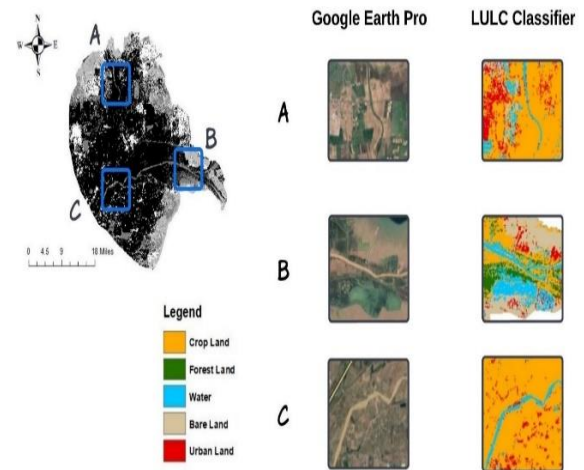 Google Earth Pro LULC Classifier
N
W E
S
A
B
C
0 4.5 9 18 Miles
A
B
C
Legend
Crop Land
Forest Land
Water
Bare Land
Urban Land